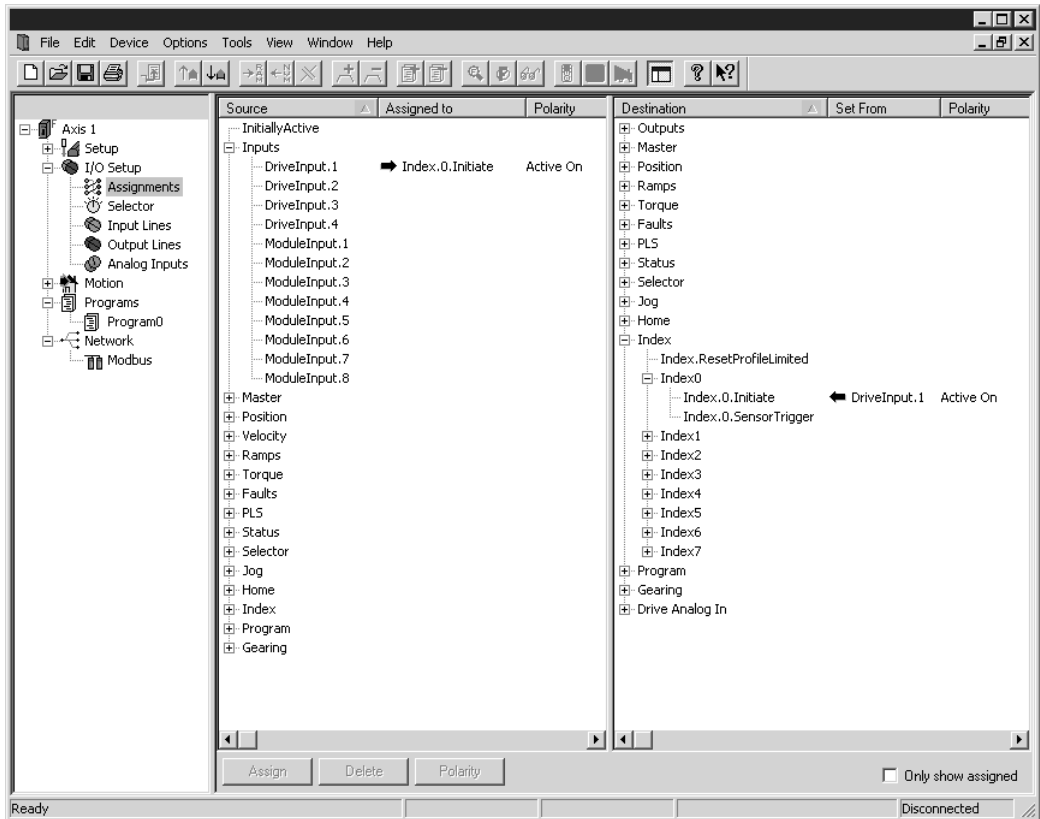 File Edit Device Options Tools View Window Help
Axis 1
Setup
I/O Setup
Assignments
Selector
Input Lines
Output Lines
Analog Inputs
Motion
Programs
Program0
Network
Modbus
Source Assigned to Polarity
InitiallyActive
Inputs
DriveInput.1 Index.0.Initiate Active On
DriveInput.2
DriveInput.3
DriveInput.4
ModuleInput.1
ModuleInput.2
ModuleInput.3
ModuleInput.4
ModuleInput.5
ModuleInput.6
ModuleInput.7
ModuleInput.8
Master
Position
Velocity
Ramps
Torque
Faults
PLS
Status
Selector
Jog
Home
Index
Program
Gearing
Destination Set From Polarity
Outputs
Master
Position
Ramps
Torque
Faults
PLS
Status
Selector
Jog
Home
Index
Index.ResetProfileLimited
Index0
Index.0.Initiate DriveInput.1 Active On
Index.0.SensorTrigger
Index1
Index2
Index3
Index4
Index5
Index6
Index7
Program
Gearing
Drive Analog In
Assign Delete Polarity
Only show assigned
Ready Disconnected